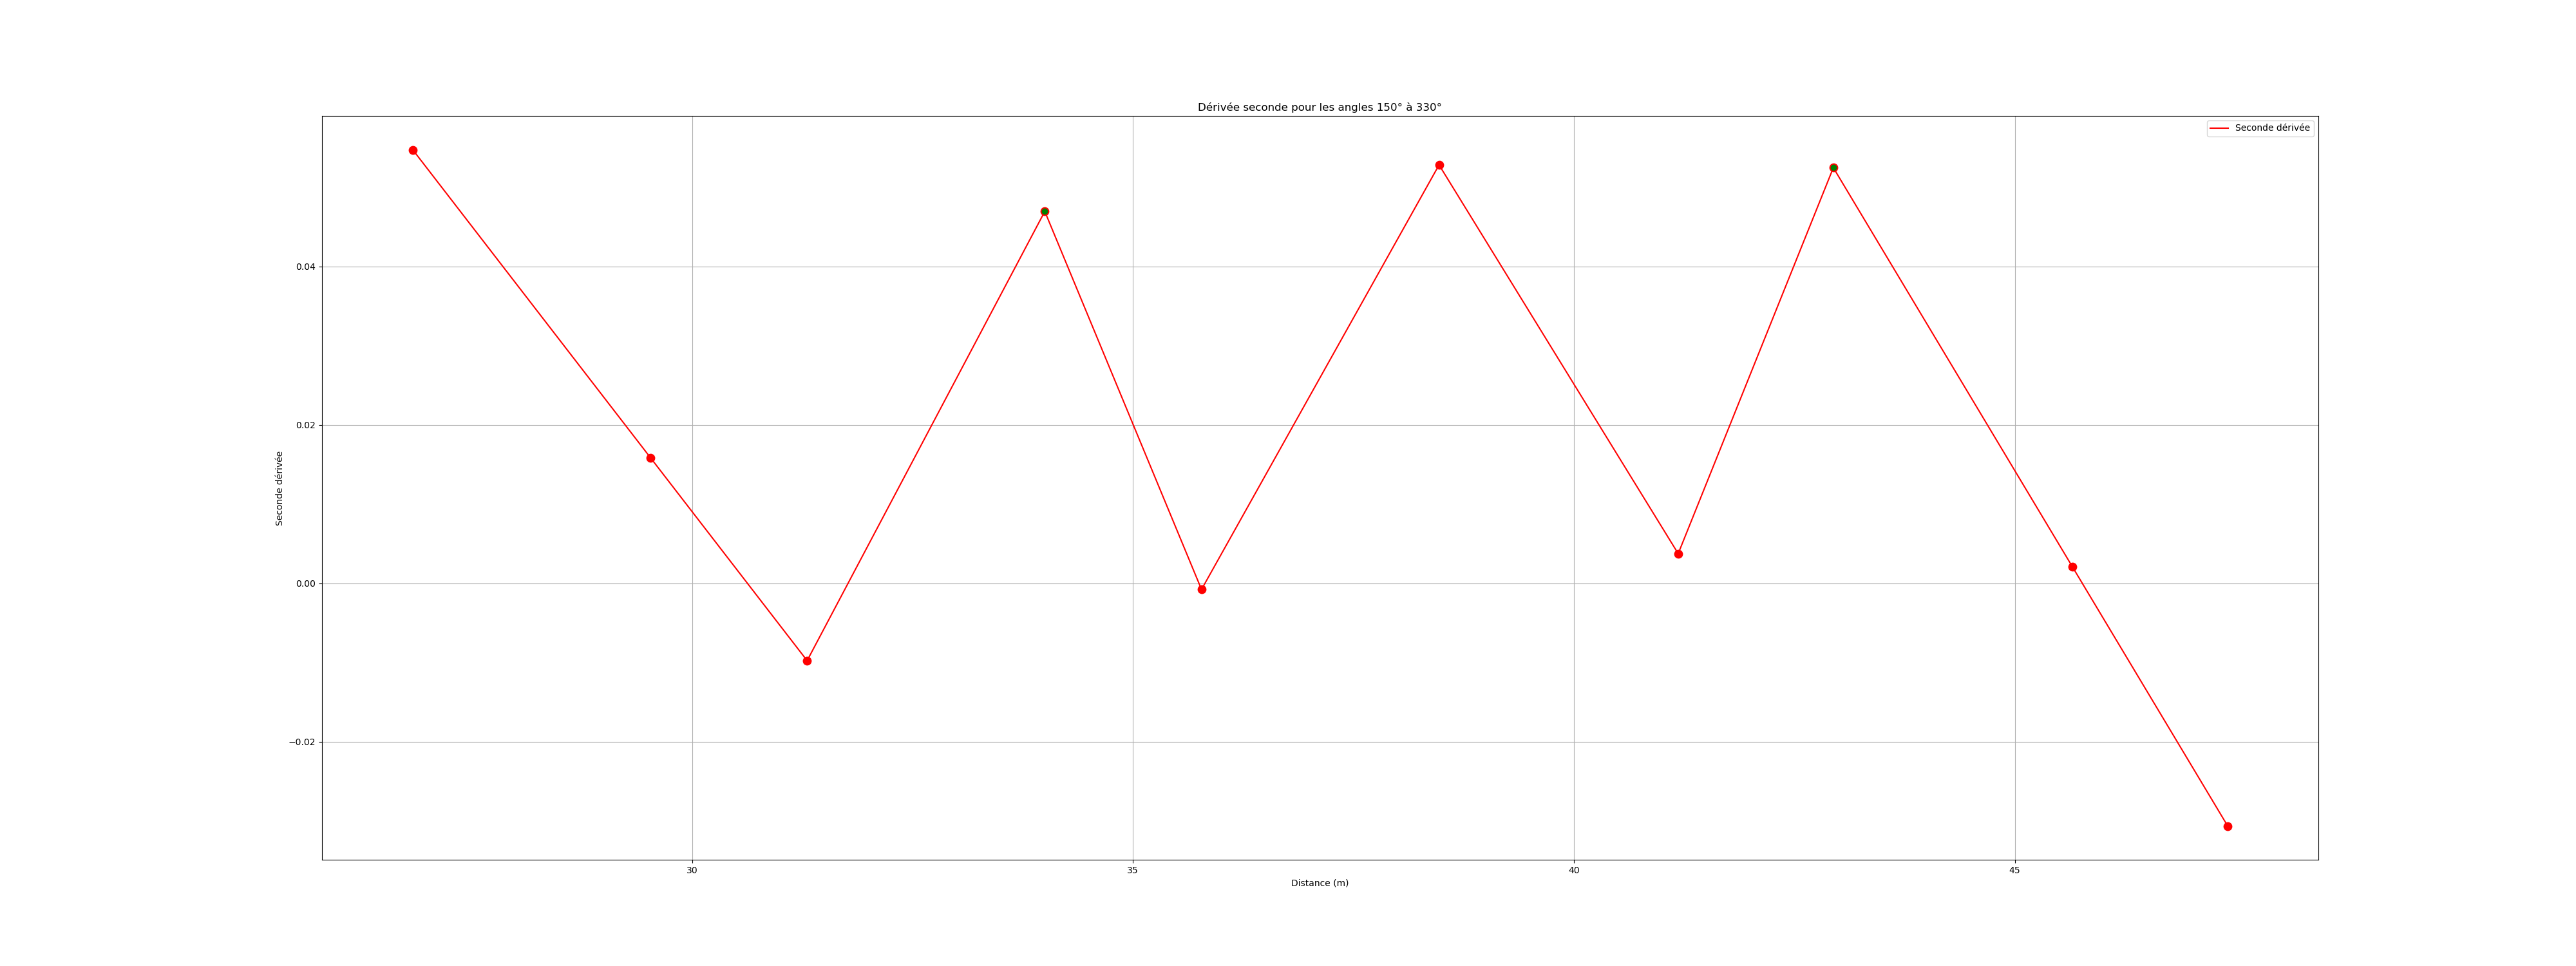 Dérivée seconde pour les angles 150° à 330°
Seconde dérivée
Seconde dérivée
0.04
0.02
0.00
−0.02
30
35
40
45
Distance (m)